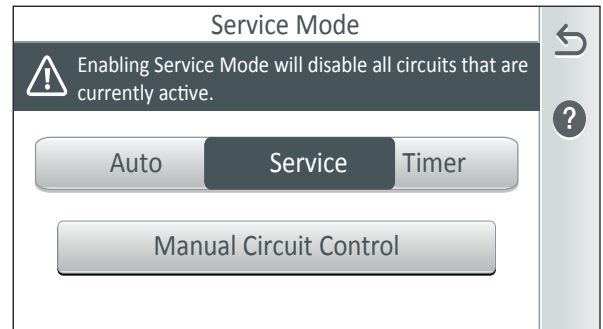 Service Mode
Enabling Service Mode will disable all circuits that are
currently active.
Auto Service Timer
Manual Circuit Control
?